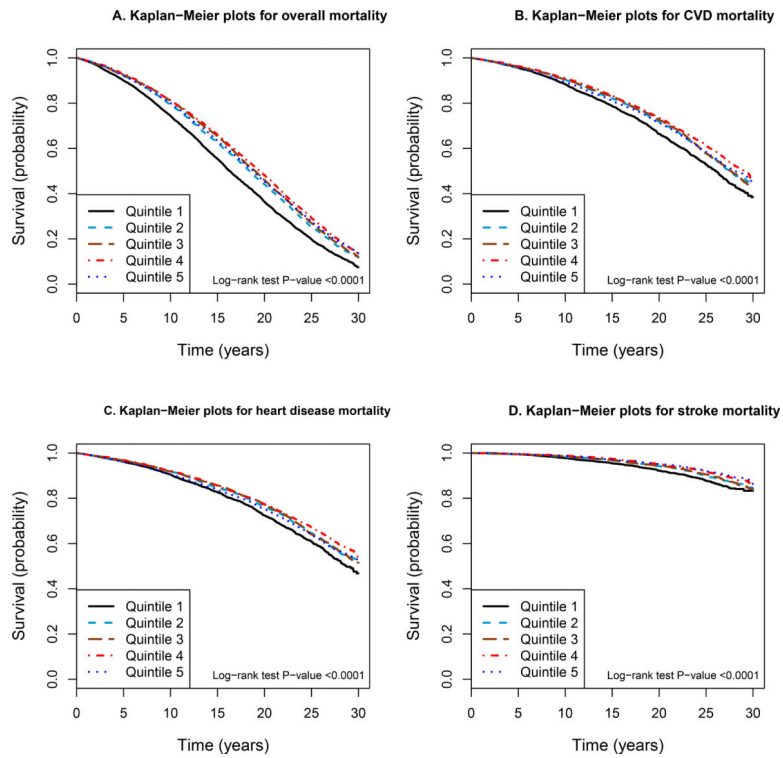 A. Kaplan−Meier plots for overall mortality
Survival (probability)
1.0
0.8
0.6
0.4
0.2
0.0
Quintile 1
Quintile 2
Quintile 3
Quintile 4
Quintile 5
Log−rank test P−value <0.0001
0 5 10 15 20 25 30
Time (years)
B. Kaplan−Meier plots for CVD mortality
Survival (probability)
1.0
0.8
0.6
0.4
0.2
0.0
Quintile 1
Quintile 2
Quintile 3
Quintile 4
Quintile 5
Log−rank test P−value <0.0001
0 5 10 15 20 25 30
Time (years)
C. Kaplan−Meier plots for heart disease mortality
Survival (probability)
1.0
0.8
0.6
0.4
0.2
0.0
Quintile 1
Quintile 2
Quintile 3
Quintile 4
Quintile 5
Log−rank test P−value <0.0001
0 5 10 15 20 25 30
Time (years)
D. Kaplan−Meier plots for stroke mortality
Survival (probability)
1.0
0.8
0.6
0.4
0.2
0.0
Quintile 1
Quintile 2
Quintile 3
Quintile 4
Quintile 5
Log−rank test P−value <0.0001
0 5 10 15 20 25 30
Time (years)